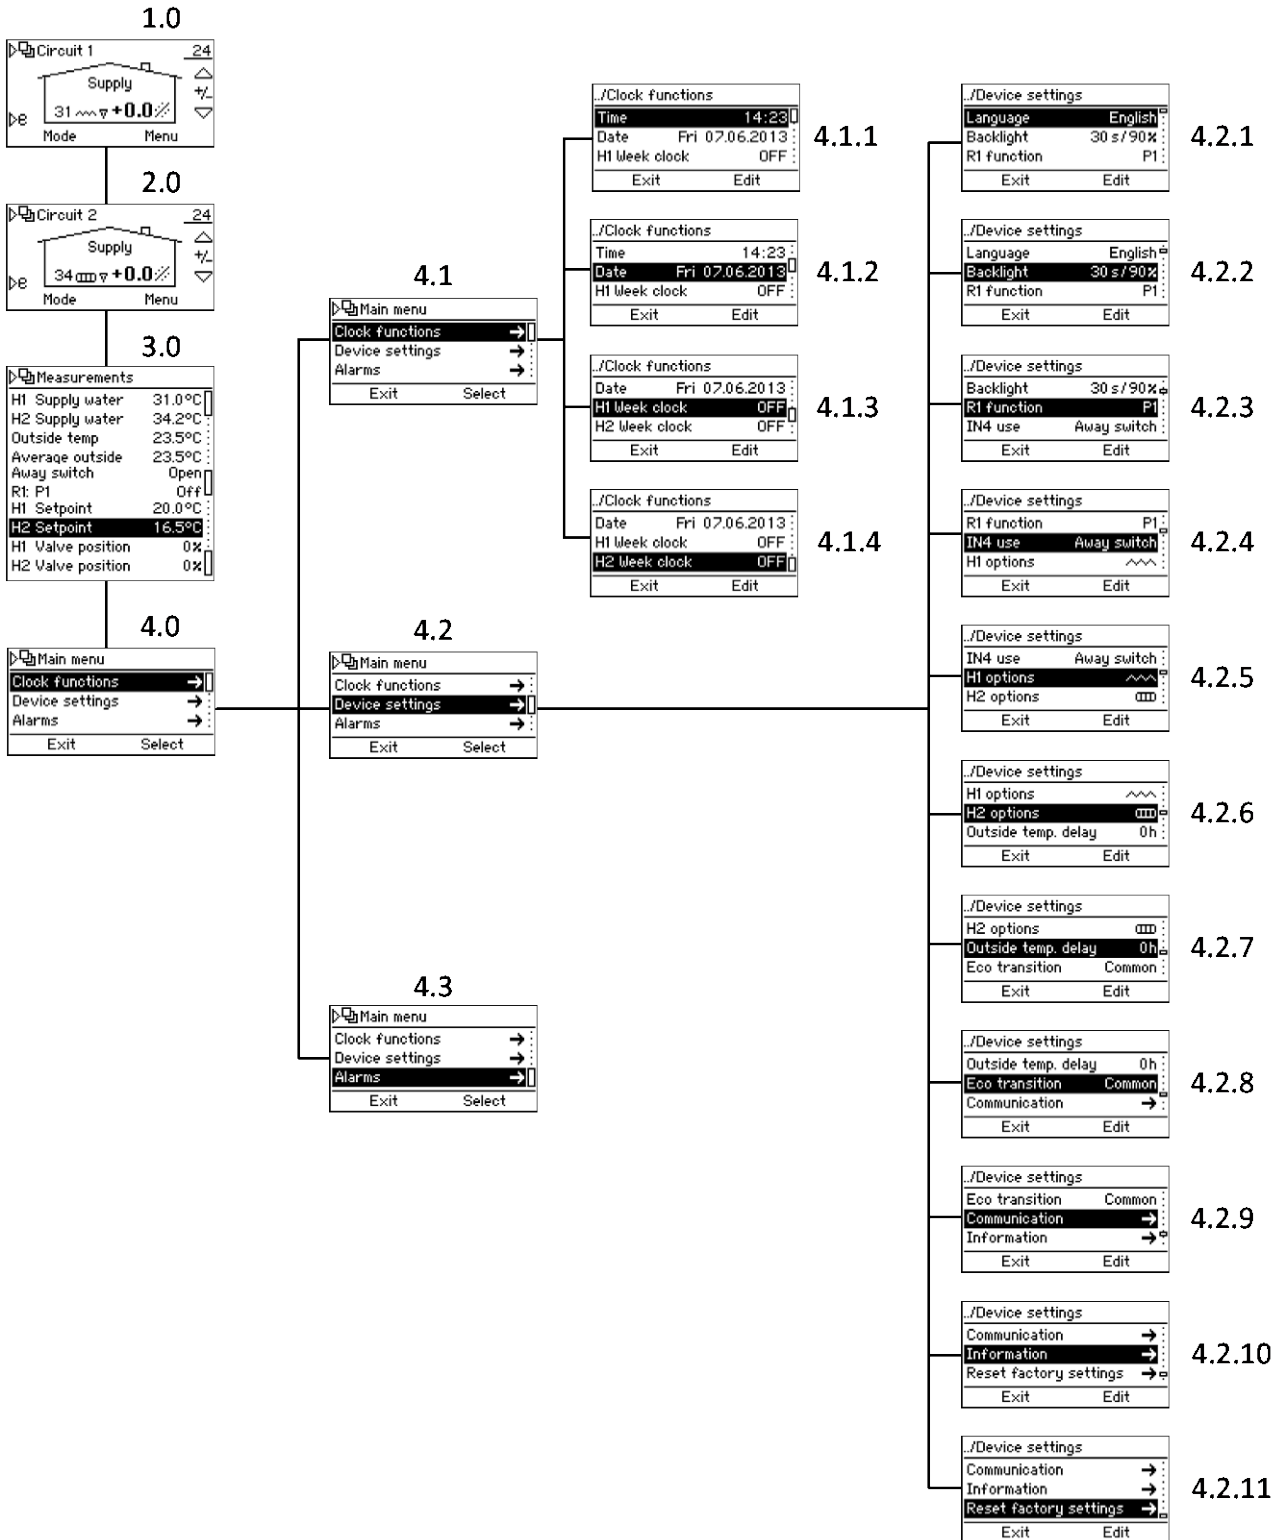 1.0
Circuit 1 24
Supply
+/-
31 +0.0
Mode Menu
2.0
Circuit 2 24
Supply
+/-
34 +0.0
Mode Menu
3.0
Measurements
H1 Supply water 31.0°C
H2 Supply water 34.2°C
Outside temp 23.5°C
Average outside 23.5°C
Away switch Open
R1: P1 Off
H1 Setpoint 20.0°C
H2 Setpoint 16.5°C
H1 Valve position 0%
H2 Valve position 0%
4.0
Main menu
Clock functions →
Device settings →
Alarms →
Exit Select
4.1
Main menu
Clock functions →
Device settings →
Alarms →
Exit Select
4.2
Main menu
Clock functions →
Device settings →
Alarms →
Exit Select
4.3
Main menu
Clock functions →
Device settings →
Alarms →
Exit Select
../Clock functions
Time 14:23
Date Fri 07.06.2013
H1 Week clock OFF
Exit Edit
4.1.1
../Clock functions
Time 14:23
Date Fri 07.06.2013
H1 Week clock OFF
Exit Edit
4.1.2
../Clock functions
Date Fri 07.06.2013
H1 Week clock OFF
H2 Week clock OFF
Exit Edit
4.1.3
../Clock functions
Date Fri 07.06.2013
H1 Week clock OFF
H2 Week clock OFF
Exit Edit
4.1.4
../Device settings
Language English
Backlight 30 s/90%
R1 function P1
Exit Edit
4.2.1
../Device settings
Language English
Backlight 30 s/90%
R1 function P1
Exit Edit
4.2.2
../Device settings
Backlight 30 s/90%
R1 function P1
IN4 use Away switch
Exit Edit
4.2.3
../Device settings
R1 function P1
IN4 use Away switch
H1 options
Exit Edit
4.2.4
../Device settings
IN4 use Away switch
H1 options
H2 options
Exit Edit
4.2.5
../Device settings
H1 options
H2 options
Outside temp. delay 0h
Exit Edit
4.2.6
../Device settings
H2 options
Outside temp. delay 0h
Eco transition Common
Exit Edit
4.2.7
../Device settings
Outside temp. delay 0h
Eco transition Common
Communication →
Exit Edit
4.2.8
../Device settings
Eco transition Common
Communication →
Information →
Exit Edit
4.2.9
../Device settings
Communication →
Information →
Reset factory settings →
Exit Edit
4.2.10
../Device settings
Communication →
Information →
Reset factory settings →
Exit Edit
4.2.11